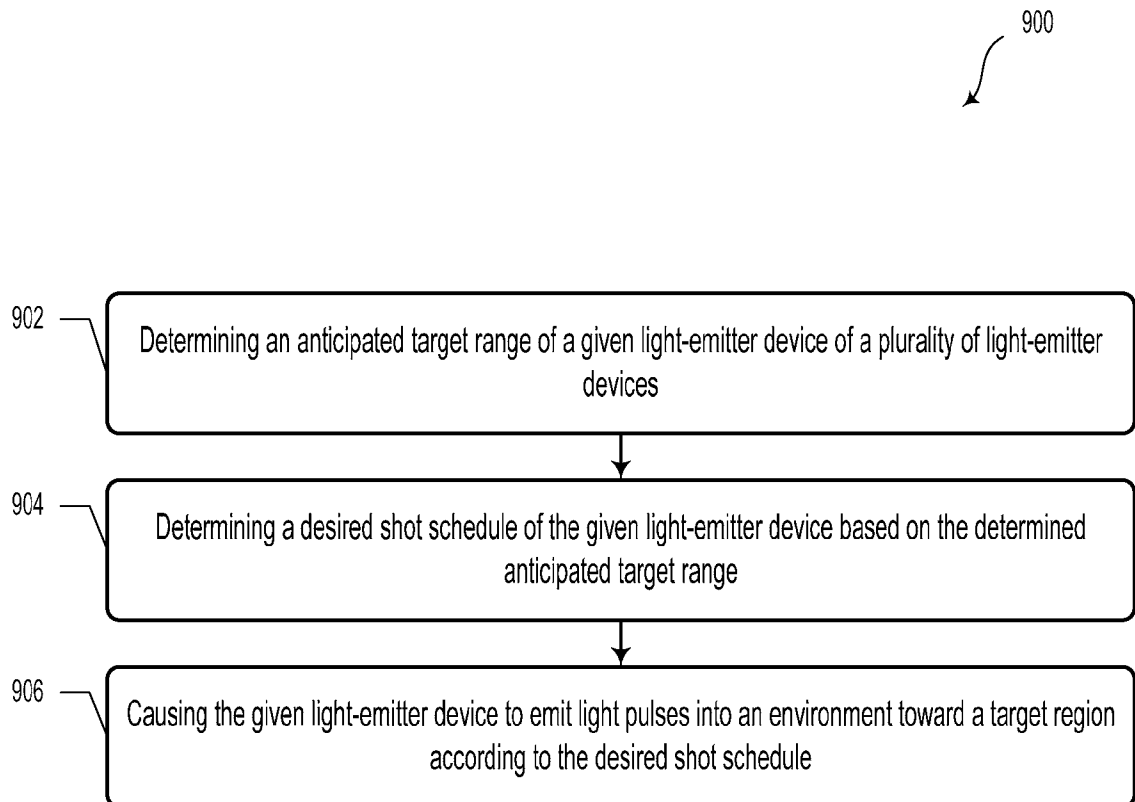 900
902
Determining an anticipated target range of a given light-emitter device of a plurality of light-emitter
devices
904
Determining a desired shot schedule of the given light-emitter device based on the determined
anticipated target range
906
Causing the given light-emitter device to emit light pulses into an environment toward a target region
according to the desired shot schedule